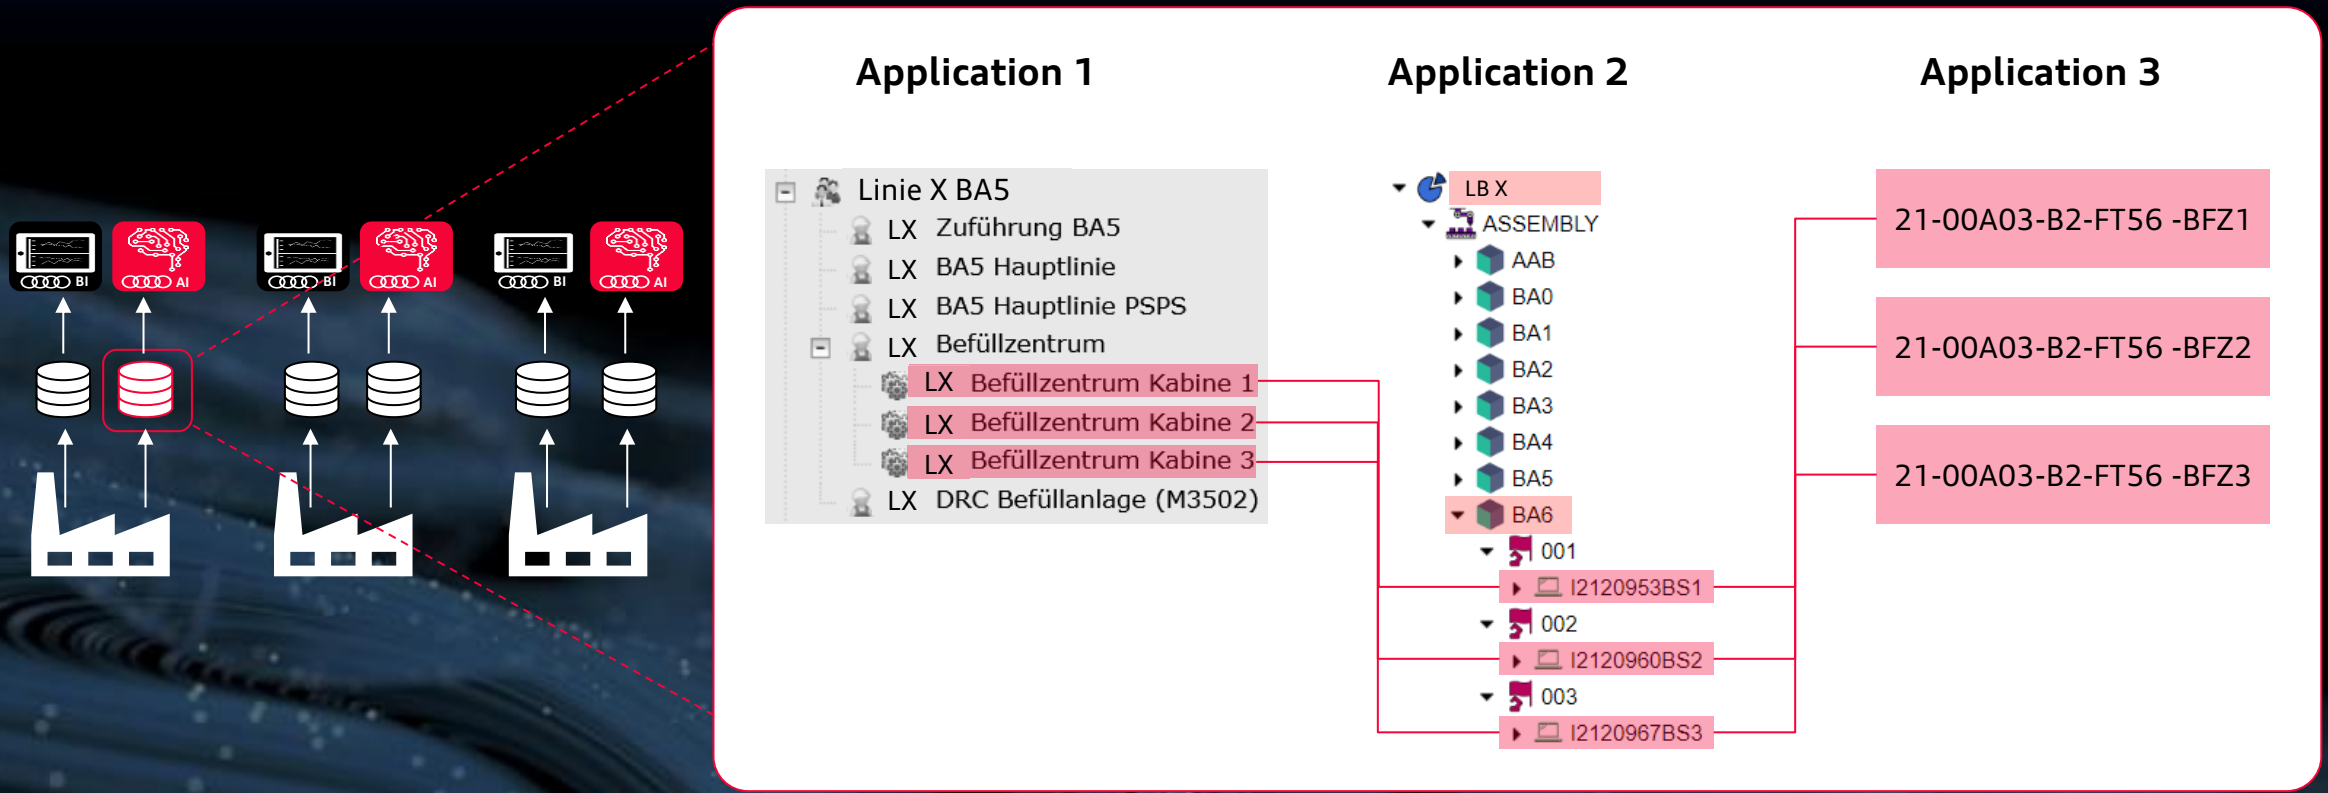 Application 1
Linie X BA5
LX Zuführung BA5
LX BA5 Hauptlinie
LX BA5 Hauptlinie PSPS
LX Befüllzentrum
LX Befüllzentrum Kabine 1
LX Befüllzentrum Kabine 2
LX Befüllzentrum Kabine 3
LX DRC Befüllanlage (M3502)
Application 2
LB X
ASSEMBLY
AAB
BA0
BA1
BA2
BA3
BA4
BA5
BA6
001
I2120953BS1
002
I2120960BS2
003
I2120967BS3
Application 3
21-00A03-B2-FT56 -BFZ1
21-00A03-B2-FT56 -BFZ2
21-00A03-B2-FT56 -BFZ3
BI
AI
BI
AI
BI
AI